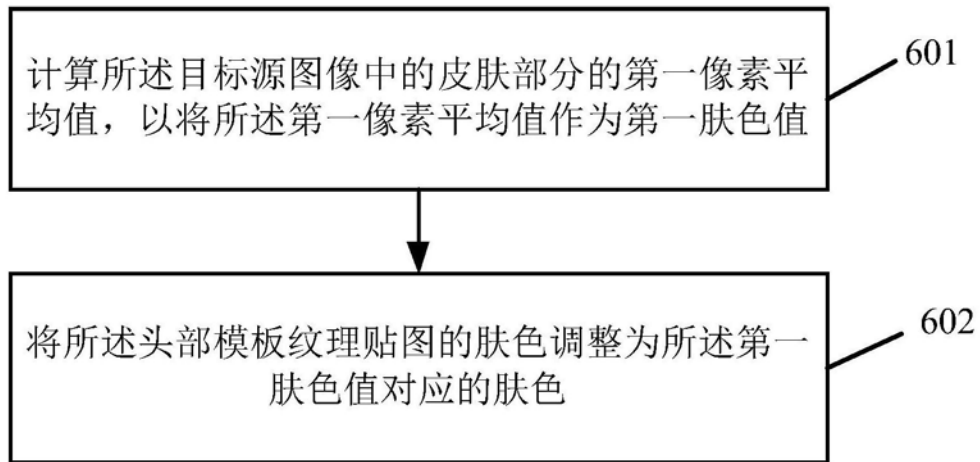 计算所述目标源图像中的皮肤部分的第一像素平
均值，以将所述第一像素平均值作为第一肤色值
601
将所述头部模板纹理贴图的肤色调整为所述第一
肤色值对应的肤色
602